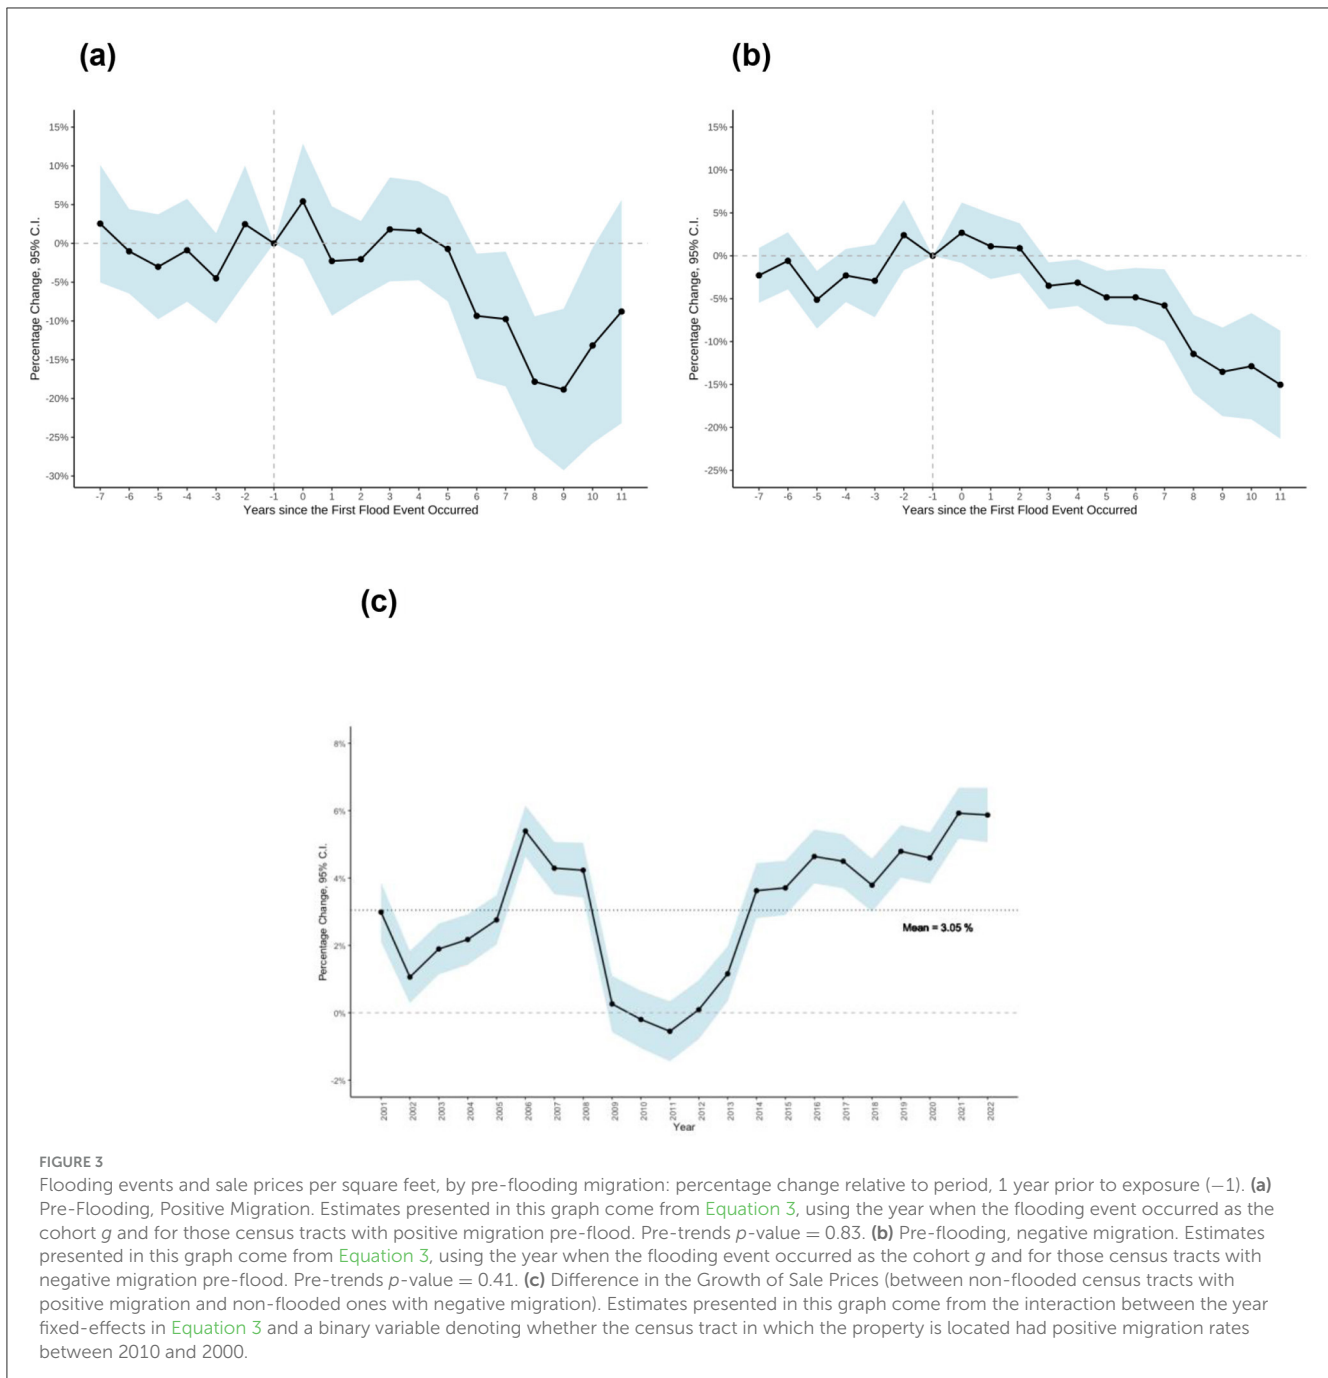 (a)
15%
10%
5%
0%
-5%
-10%
-15%
-20%
-25%
-30%
Percentage Change, 95% C.I.
-7 -6 -5 -4 -3 -2 -1 0 1 2 3 4 5 6 7 8 9 10 11
Years since the First Flood Event Occurred
(b)
15%
10%
5%
0%
-5%
-10%
-15%
-20%
-25%
Percentage Change, 95% C.I.
-7 -6 -5 -4 -3 -2 -1 0 1 2 3 4 5 6 7 8 9 10 11
Years since the First Flood Event Occurred
(c)
8%
6%
4%
2%
0%
-2%
Percentage Change, 95% C.I.
Mean = 3.05 %
2001 2002 2003 2004 2005 2006 2007 2008 2009 2010 2011 2012 2013 2014 2015 2016 2017 2018 2019 2020 2021 2022
Year
FIGURE 3
Flooding events and sale prices per square feet, by pre-flooding migration: percentage change relative to period, 1 year prior to exposure (−1). (a)
Pre-Flooding, Positive Migration. Estimates presented in this graph come from Equation 3, using the year when the flooding event occurred as the
cohort g and for those census tracts with positive migration pre-flood. Pre-trends p-value = 0.83. (b) Pre-flooding, negative migration. Estimates
presented in this graph come from Equation 3, using the year when the flooding event occurred as the cohort g and for those census tracts with
negative migration pre-flood. Pre-trends p-value = 0.41. (c) Difference in the Growth of Sale Prices (between non-flooded census tracts with
positive migration and non-flooded ones with negative migration). Estimates presented in this graph come from the interaction between the year
fixed-effects in Equation 3 and a binary variable denoting whether the census tract in which the property is located had positive migration rates
between 2010 and 2000.